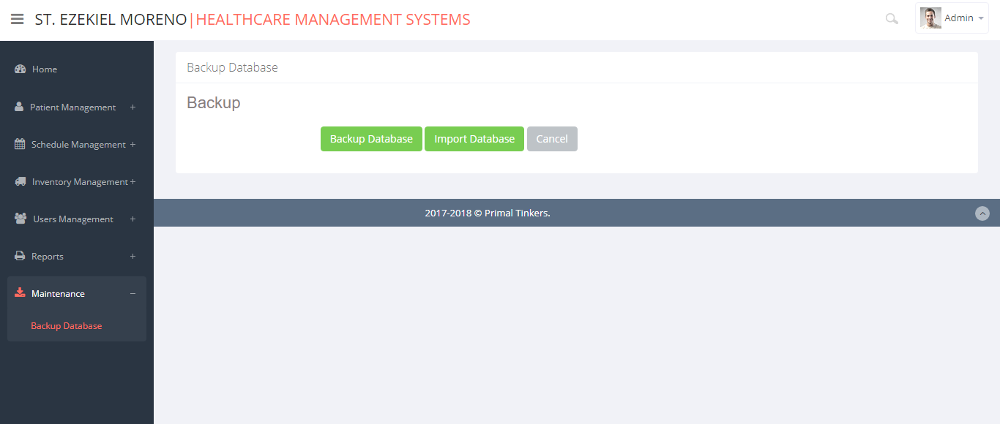 ST. EZEKIEL MORENO|HEALTHCARE MANAGEMENT SYSTEMS
Admin
Home
Patient Management +
Schedule Management +
Inventory Management +
Users Management +
Reports +
Maintenance −
Backup Database
Backup Database
Backup
Backup Database Import Database Cancel
2017-2018 © Primal Tinkers.